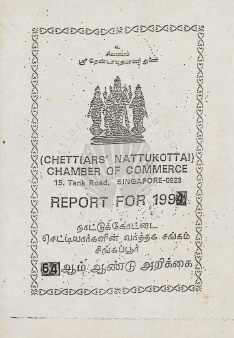 உ
சிவமயம்
ஸ்ரீ தெண்டாயுதபாணி துணை
(CHETTIARS' NATTUKOTTAI)
CHAMBER OF COMMERCE
15, Tank Road, SINGAPORE-0923
REPORT FOR 1994
நாட்டுக்கோட்டை
செட்டியார்களின் வர்த்தக சங்கம்
சிங்கப்பூர்
64 ஆம் ஆண்டு அறிக்கை